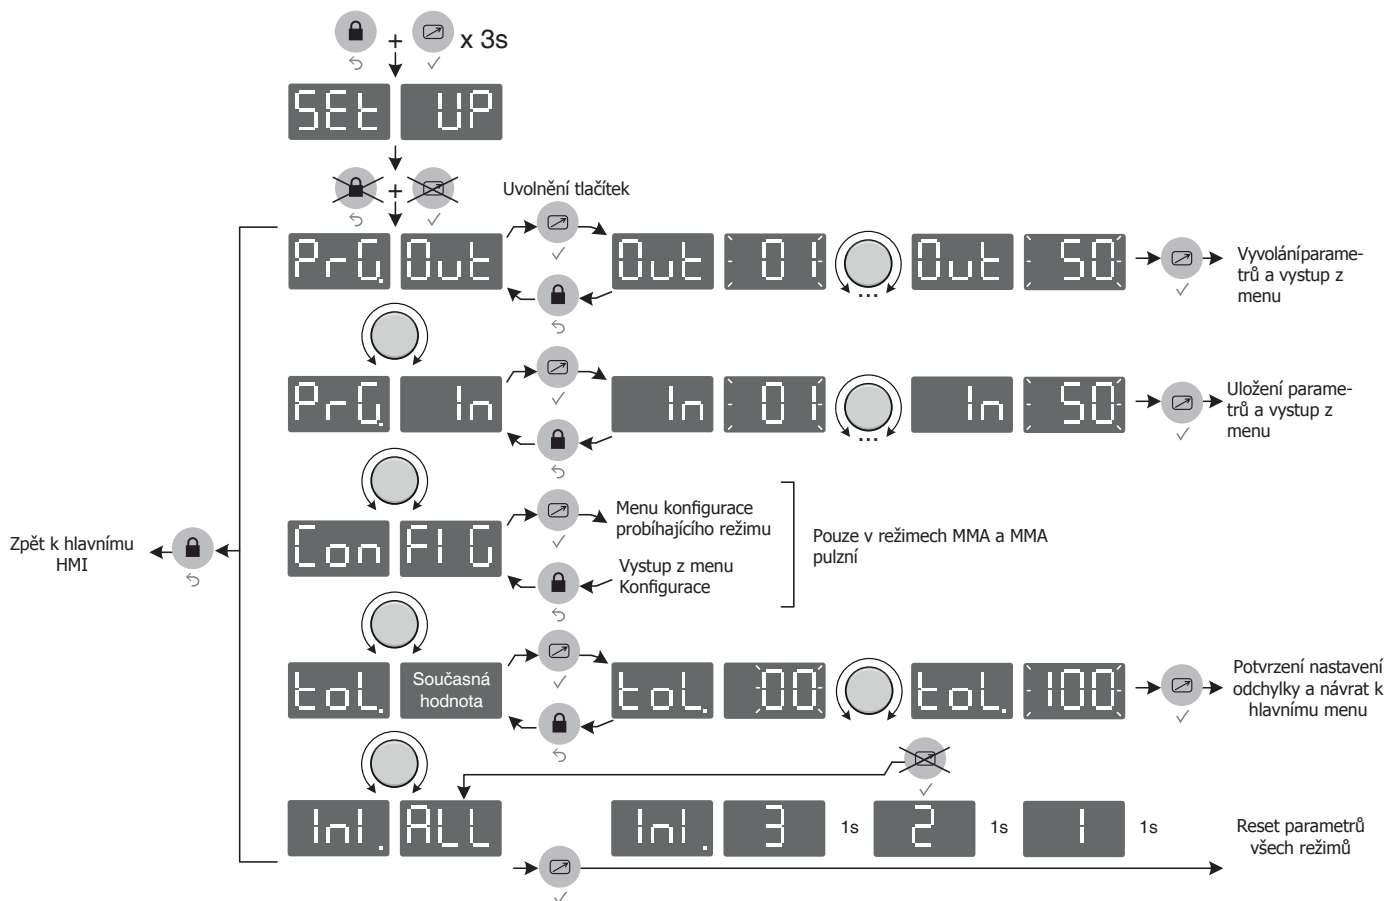 + x 3s
SEt UP
+
Uvolnění tlačítek
PrG. Out
Out 01
...
Out 50
Vyvoláníparame-
trů a vystup z
menu
PrG. In
In 01
...
In 50
Uložení parame-
trů a vystup z
menu
Con FIG
Menu konfigurace
probíhajícího režimu
Vystup z menu
Konfigurace
Pouze v režimech MMA a MMA
pulzní
Zpět k hlavnímu
HMI
toL.
Současná
hodnota
toL. 00
toL. 100
Potvrzení nastavení
odchylky a návrat k
hlavnímu menu
InI. ALL
InI. 3 1s 2 1s 1 1s
Reset parametrů
všech režimů